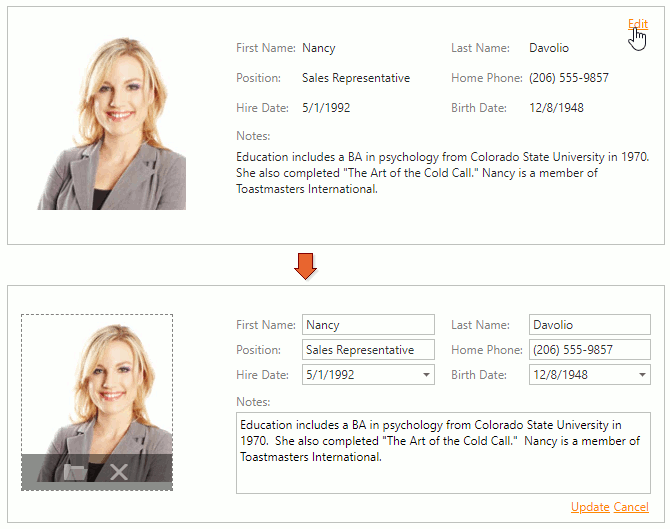 Edit
First Name: Nancy Last Name: Davolio
Position: Sales Representative Home Phone: (206) 555-9857
Hire Date: 5/1/1992 Birth Date: 12/8/1948
Notes:
Education includes a BA in psychology from Colorado State University in 1970.
She also completed "The Art of the Cold Call." Nancy is a member of
Toastmasters International.
First Name: Nancy Last Name: Davolio
Position: Sales Representative Home Phone: (206) 555-9857
Hire Date: 5/1/1992 Birth Date: 12/8/1948
Notes:
Education includes a BA in psychology from Colorado State University in
1970.  She also completed "The Art of the Cold Call."  Nancy is a member of
Toastmasters International.
Update Cancel